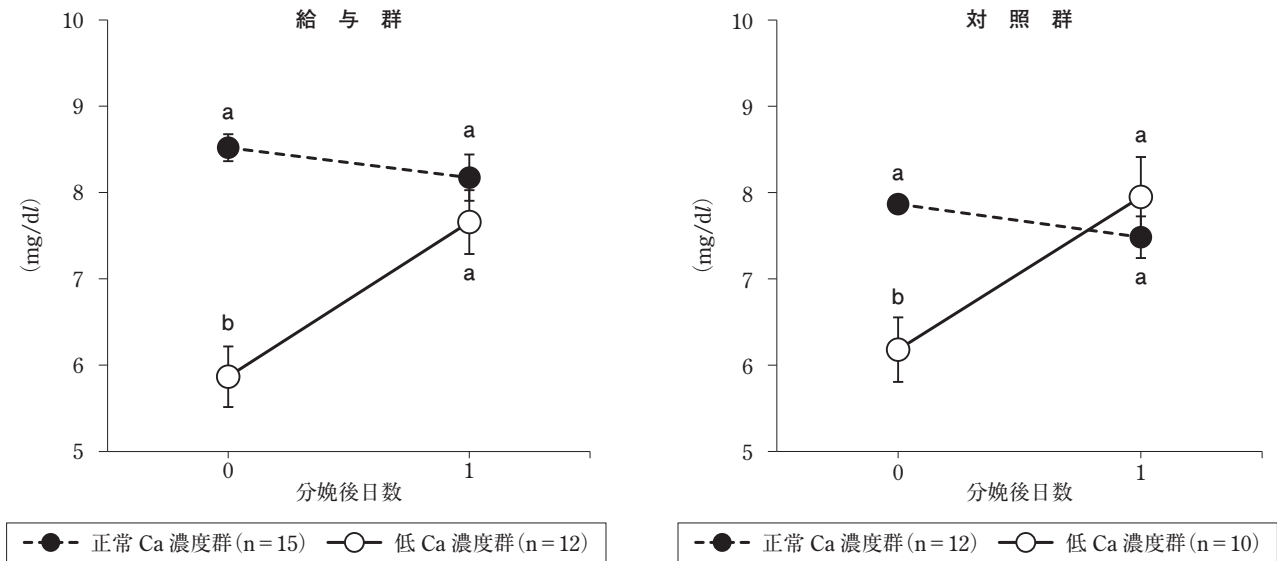 給与群
10
9
8
7
6
5
(mg/dl)
a
a
b
a
0
1
分娩後日数
正常 Ca 濃度群(n=15)
低 Ca 濃度群(n=12)
対照群
10
9
8
7
6
5
(mg/dl)
a
a
b
a
0
1
分娩後日数
正常 Ca 濃度群(n=12)
低 Ca 濃度群(n=10)